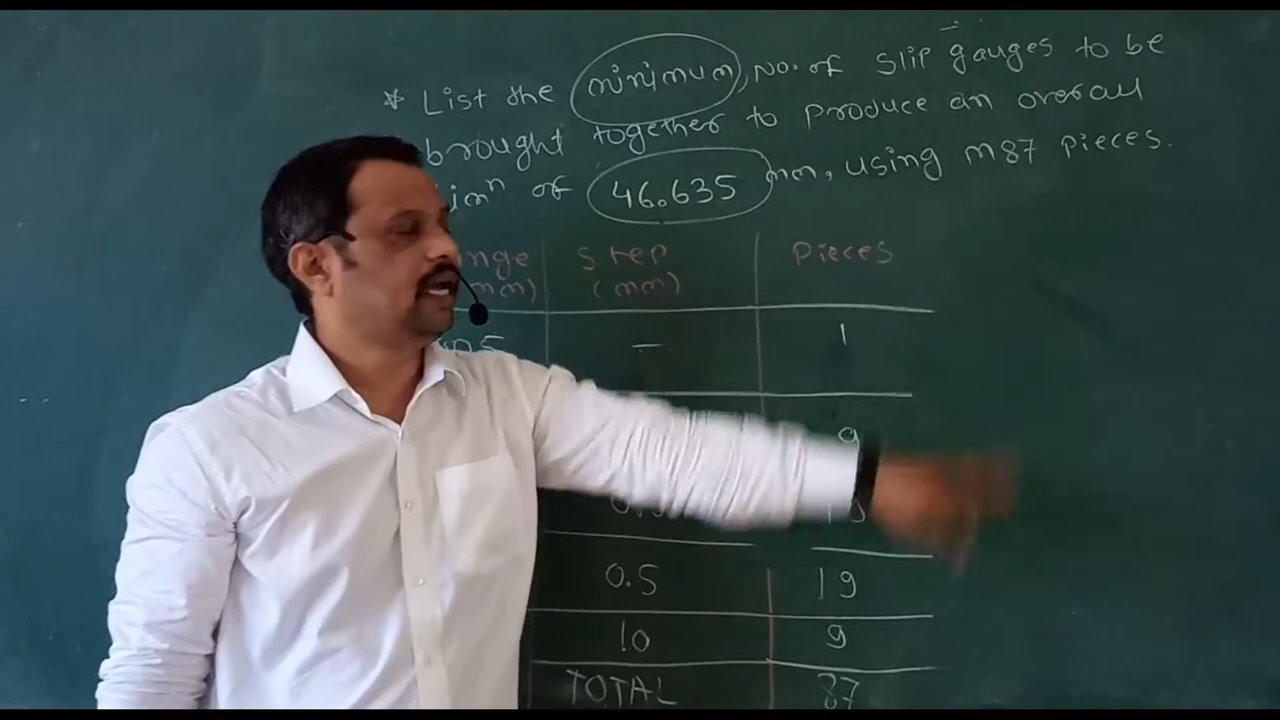 * List the minimum, No. of Slip gauges to be
brought together to produce an overall
of 46.635 mm, using m87 pieces.
Step Pieces
(mm)
— 1
9
0.5 19
10 9
TOTAL 87